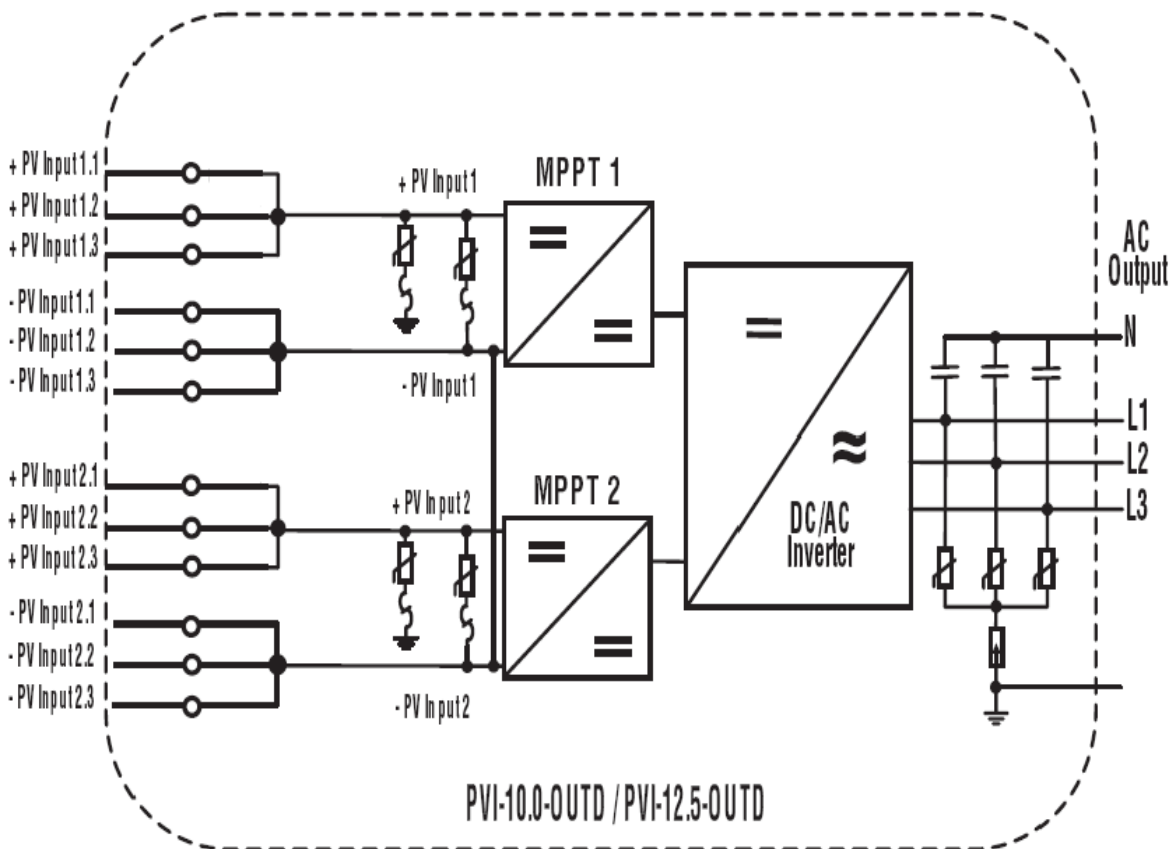 + PV Input 1.1
+ PV Input 1.2
+ PV Input 1.3
- PV Input 1.1
- PV Input 1.2
- PV Input 1.3
+ PV Input 2.1
+ PV Input 2.2
+ PV Input 2.3
- PV Input 2.1
- PV Input 2.2
- PV Input 2.3
+ PV Input 1
- PV Input 1
+ PV Input 2
- PV Input 2
MPPT 1
MPPT 2
DC/AC
Inverter
AC
Output
N
L1
L2
L3
PVI-10.0-OUTD / PVI-12.5-OUTD